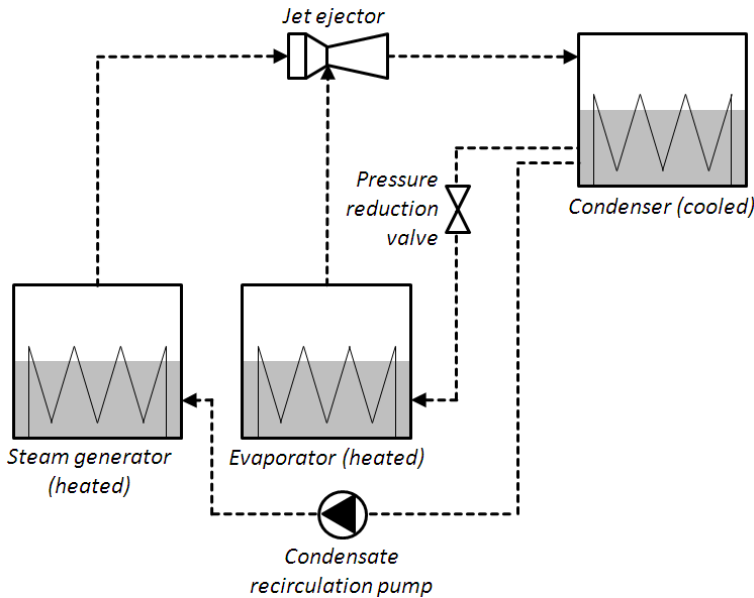 Jet ejector
Pressure
reduction
valve
Condenser (cooled)
Steam generator
(heated)
Evaporator (heated)
Condensate
recirculation pump